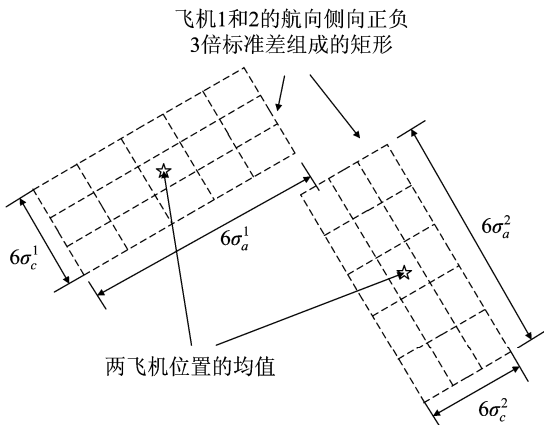 飞机1和2的航向侧向正负
3倍标准差组成的矩形
6σ_c^1
6σ_a^1
6σ_a^2
两飞机位置的均值
6σ_c^2